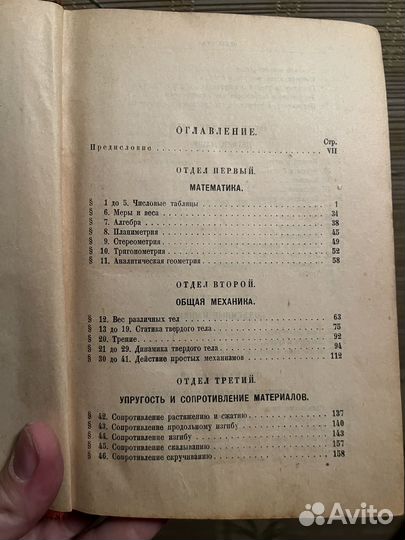 ОГЛАВЛЕНИЕ.
Стр.
Предисловие VII
ОТДЕЛ ПЕРВЫЙ.
МАТЕМАТИКА.
§ 1 до 5. Числовые таблицы 1
§ 6. Меры и веса 31
§ 7. Алгебра 38
§ 8. Планиметрия 45
§ 9. Стереометрия 49
§ 10. Тригонометрия 52
§ 11. Аналитическая геометрия 58
ОТДЕЛ ВТОРОЙ.
ОБЩАЯ МЕХАНИКА.
§ 12. Вес различных тел 63
§ 13 до 19. Статика твердого тела 75
§ 20. Трение 92
§ 21 до 29. Динамика твердого тела 94
§ 30 до 41. Действие простых механизмов 112
ОТДЕЛ ТРЕТИЙ.
УПРУГОСТЬ И СОПРОТИВЛЕНИЕ МАТЕРИАЛОВ.
§ 42. Сопротивление растяжению и сжатию 137
§ 43. Сопротивление продольному изгибу 140
§ 44. Сопротивление изгибу 143
§ 45. Сопротивление скалыванию 157
§ 46. Сопротивление скручиванию 158
Avito